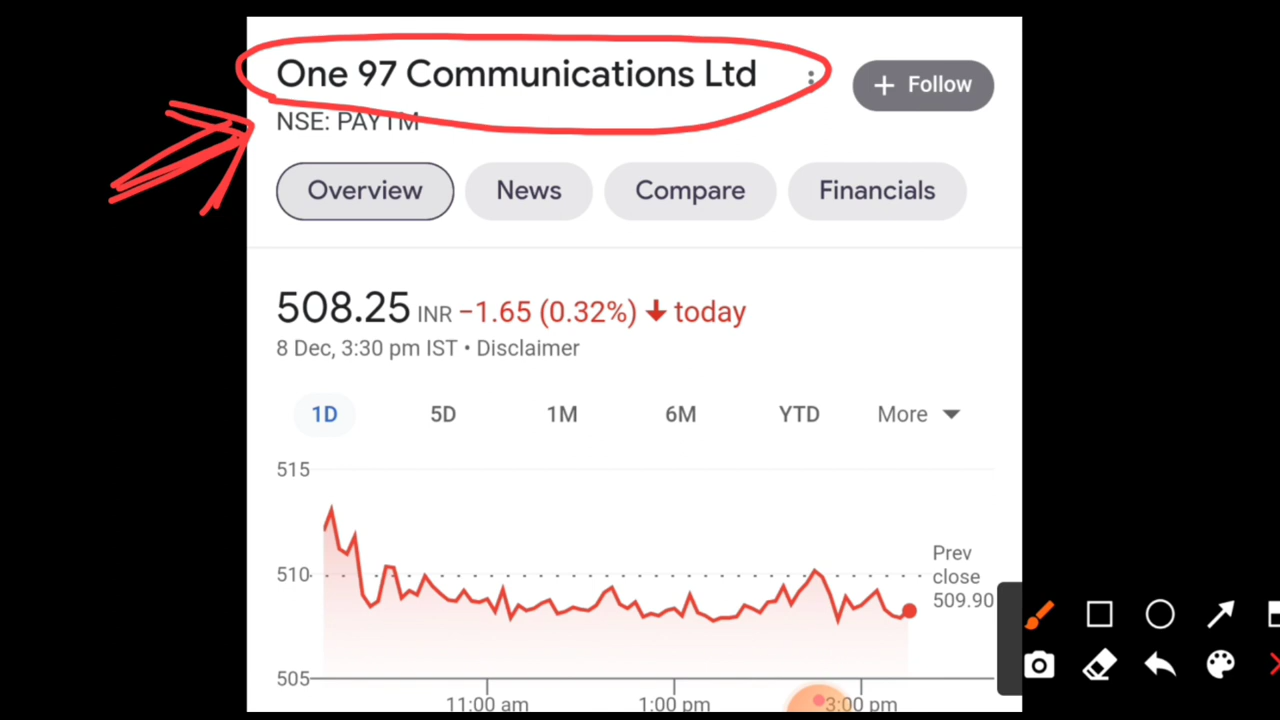 One 97 Communications Ltd
+ Follow
NSE: PAYTM
Overview News Compare Financials
508.25 INR −1.65 (0.32%) today
8 Dec, 3:30 pm IST • Disclaimer
1D 5D 1M 6M YTD More
515
510
Prev
close
509.90
505
11:00 am 1:00 pm 3:00 pm